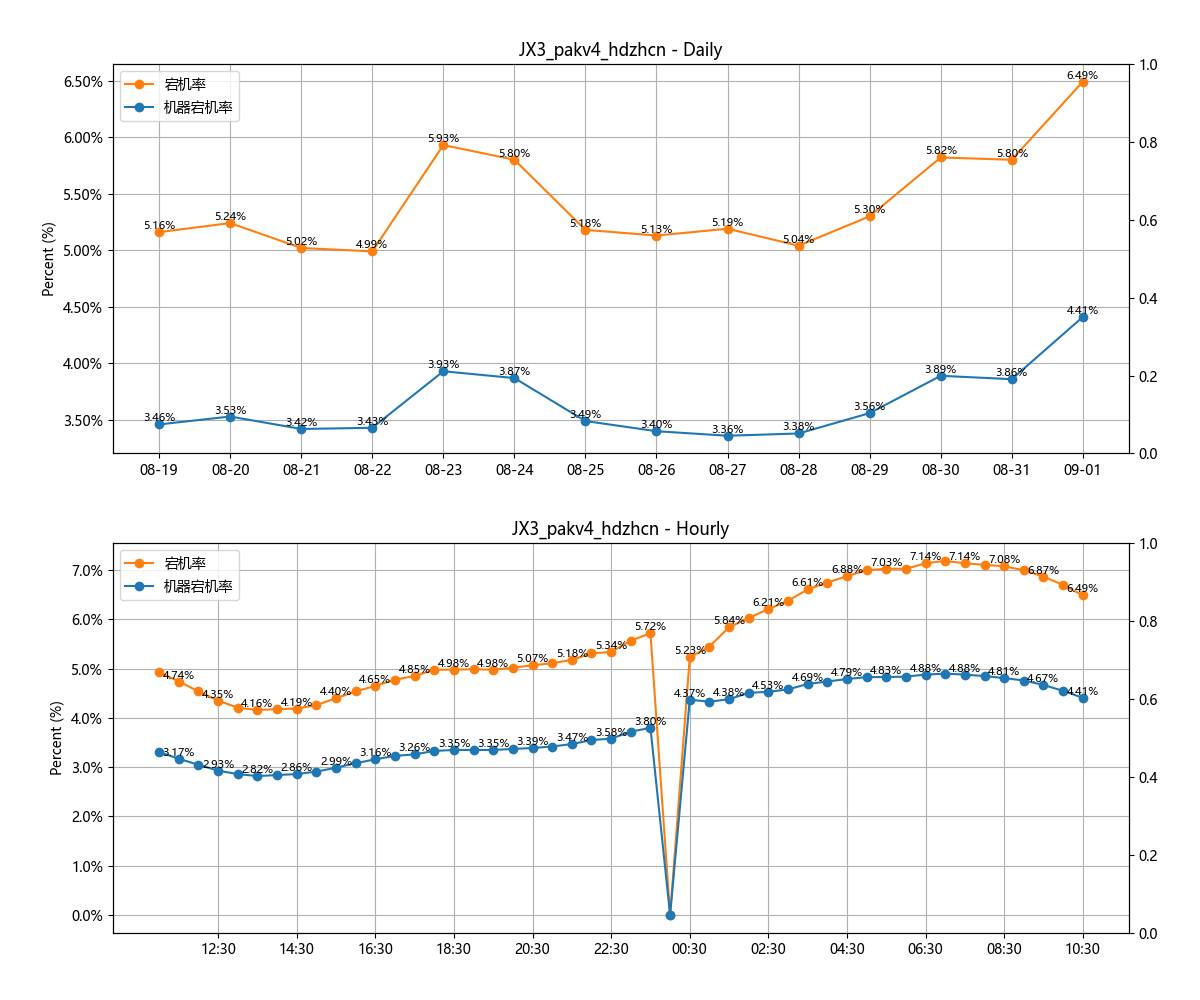 JX3_pakv4_hdzhcn - Daily
宕机率
机器宕机率
Percent (%)
6.50%
6.00%
5.50%
5.00%
4.50%
4.00%
3.50%
1.0
0.8
0.6
0.4
0.2
0.0
5.16% 5.24% 5.02% 4.99% 5.93% 5.80% 5.18% 5.13% 5.19% 5.04% 5.30% 5.82% 5.80% 6.49%
3.46% 3.53% 3.42% 3.43% 3.93% 3.87% 3.49% 3.40% 3.36% 3.38% 3.56% 3.89% 3.86% 4.41%
08-19 08-20 08-21 08-22 08-23 08-24 08-25 08-26 08-27 08-28 08-29 08-30 08-31 09-01
JX3_pakv4_hdzhcn - Hourly
宕机率
机器宕机率
Percent (%)
7.0%
6.0%
5.0%
4.0%
3.0%
2.0%
1.0%
0.0%
1.0
0.8
0.6
0.4
0.2
0.0
4.74% 4.35% 4.16% 4.19% 4.40% 4.65% 4.85% 4.98% 4.98% 5.07% 5.18% 5.34% 5.72% 5.23% 5.84% 6.21% 6.61% 6.88% 7.03% 7.14% 7.14% 7.08% 6.87% 6.49%
3.17% 2.93% 2.82% 2.86% 2.99% 3.16% 3.26% 3.35% 3.35% 3.39% 3.47% 3.58% 3.80% 4.37% 4.38% 4.53% 4.69% 4.79% 4.83% 4.88% 4.88% 4.81% 4.67% 4.41%
12:30 14:30 16:30 18:30 20:30 22:30 00:30 02:30 04:30 06:30 08:30 10:30